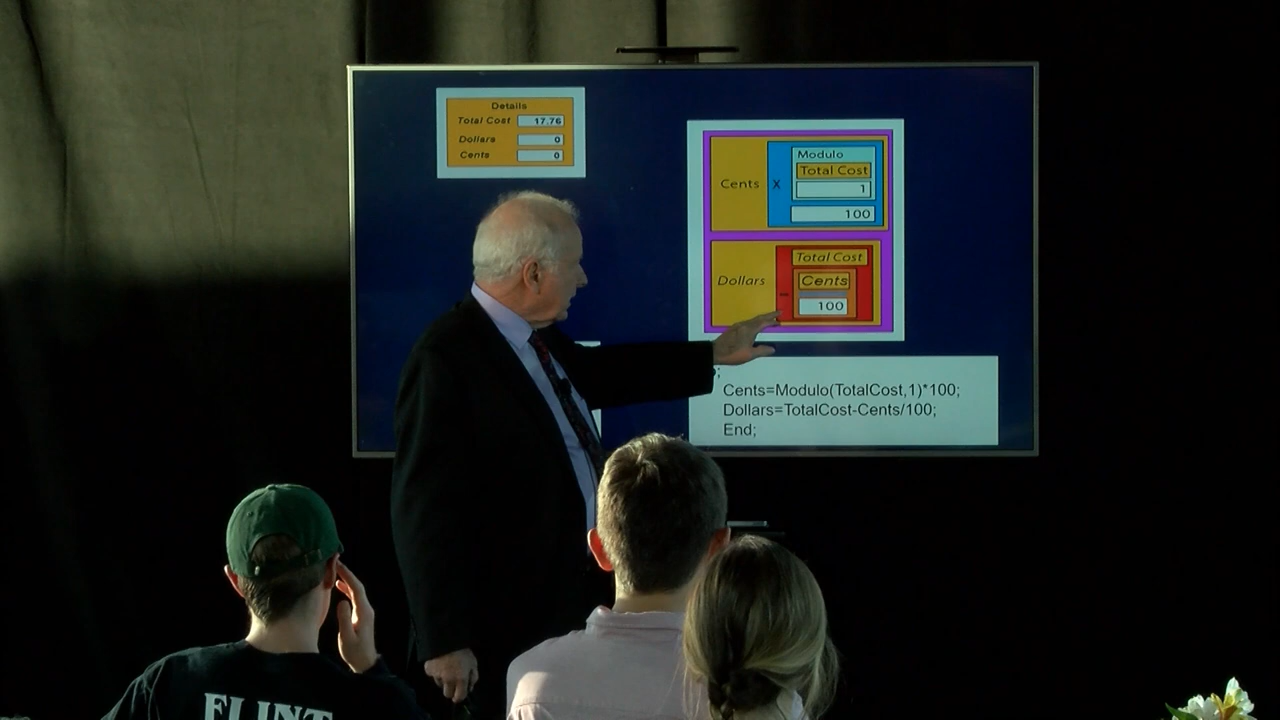 Details
Total Cost 17.76
Dollars 0
Cents 0
Modulo
Total Cost
Cents X
1
100
Total Cost
Dollars - Cents
100
Cents=Modulo(TotalCost,1)*100;
Dollars=TotalCost-Cents/100;
End;
FLINT